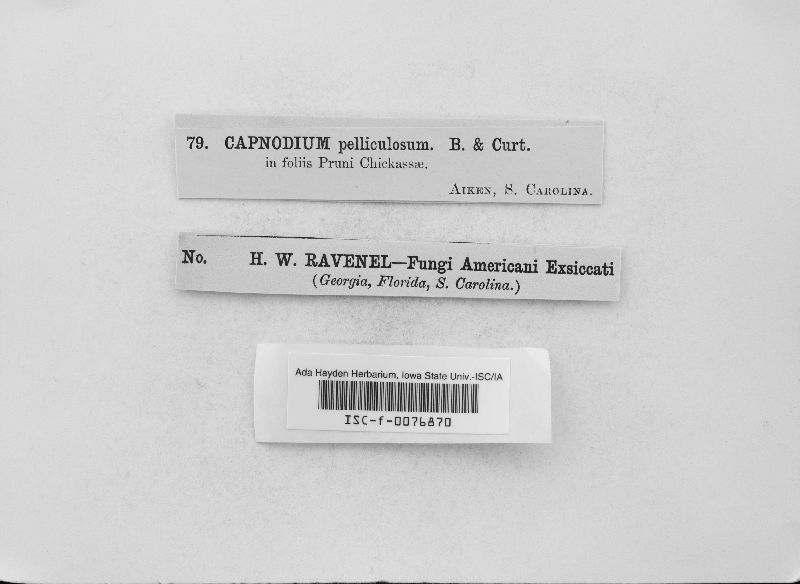 79. CAPNODIUM pelliculosum. B. & Curt.
in foliis Pruni Chickasæ.
AIKEN, S. CAROLINA.
No. H. W. RAVENEL—Fungi Americani Exsiccati
(Georgia, Florida, S. Carolina.)
Ada Hayden Herbarium, Iowa State Univ.-ISC/IA
ISC-f-0076870